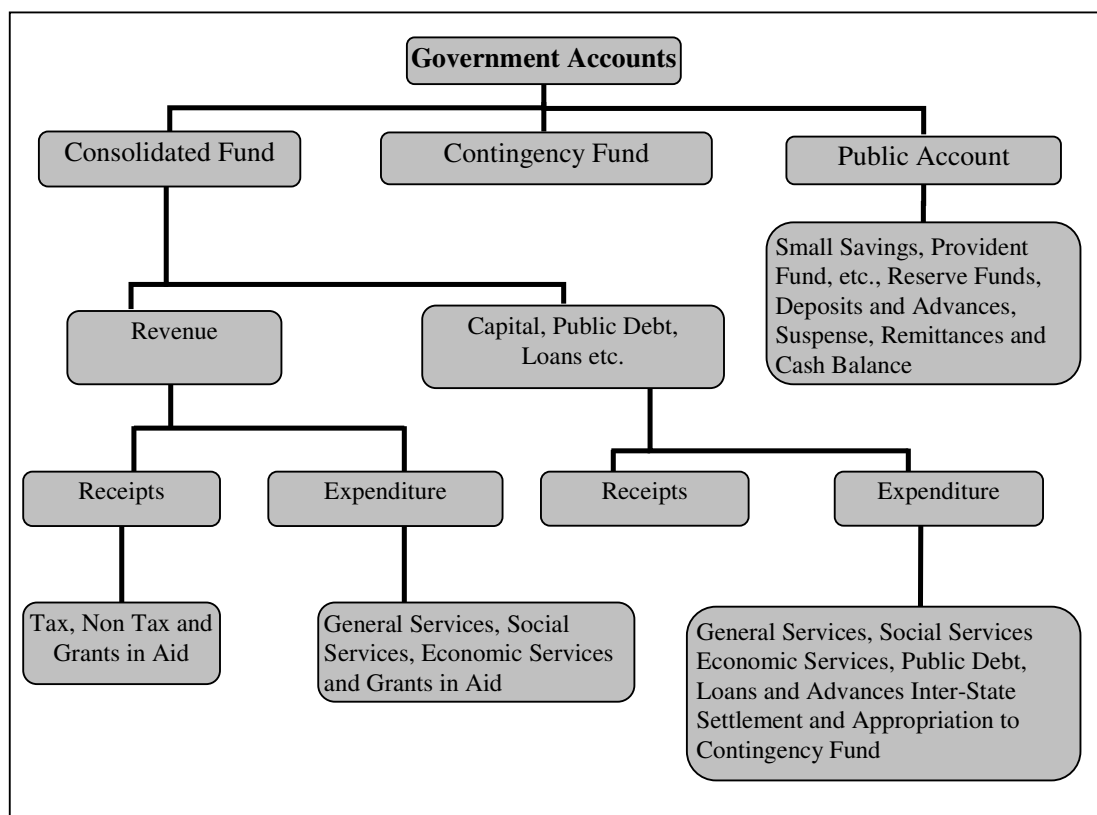 Government Accounts
Consolidated Fund
Contingency Fund
Public Account
Small Savings, Provident
Fund, etc., Reserve Funds,
Deposits and Advances,
Suspense, Remittances and
Cash Balance
Revenue
Capital, Public Debt,
Loans etc.
Receipts
Expenditure
Receipts
Expenditure
Tax, Non Tax and
Grants in Aid
General Services, Social
Services, Economic Services
and Grants in Aid
General Services, Social Services
Economic Services, Public Debt,
Loans and Advances Inter-State
Settlement and Appropriation to
Contingency Fund